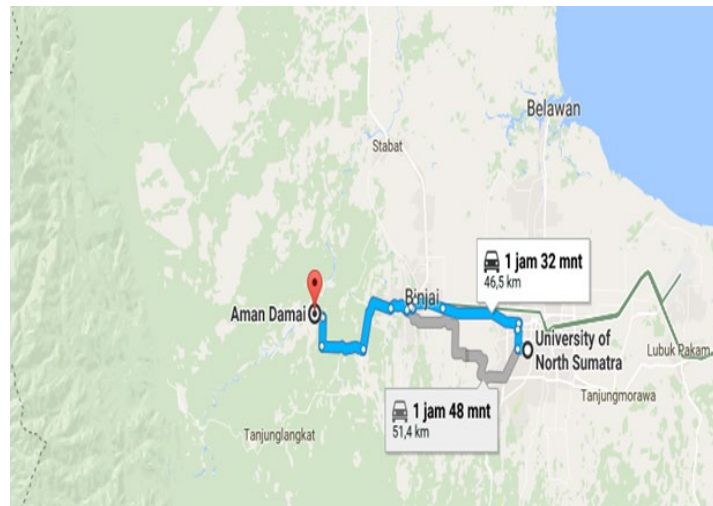 Belawan
Stabat
1 jam 32 mnt
46,5 km
Binjai
Aman Damai
University of
North Sumatra
Lubuk Pakam
Tanjungmorawa
1 jam 48 mnt
51,4 km
Tanjunglangkat